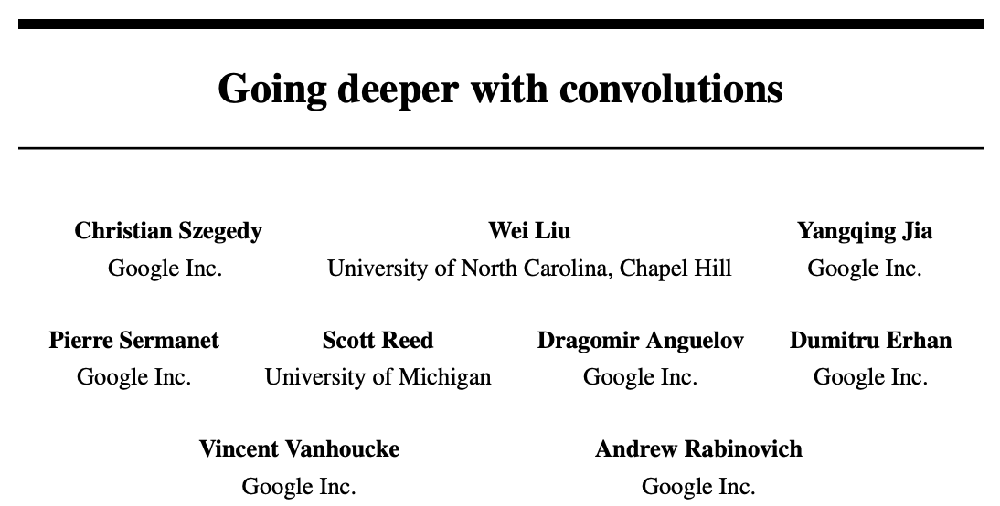 Going deeper with convolutions
Christian Szegedy Wei Liu Yangqing Jia
Google Inc. University of North Carolina, Chapel Hill Google Inc.
Pierre Sermanet Scott Reed Dragomir Anguelov Dumitru Erhan
Google Inc. University of Michigan Google Inc. Google Inc.
Vincent Vanhoucke Andrew Rabinovich
Google Inc. Google Inc.